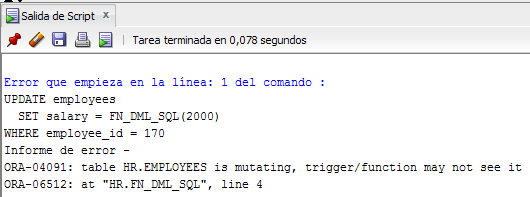 Salida de Script x
Tarea terminada en 0,078 segundos
Error que empieza en la línea: 1 del comando :
UPDATE employees
  SET salary = FN_DML_SQL(2000)
WHERE employee_id = 170
Informe de error -
ORA-04091: table HR.EMPLOYEES is mutating, trigger/function may not see it
ORA-06512: at "HR.FN_DML_SQL", line 4